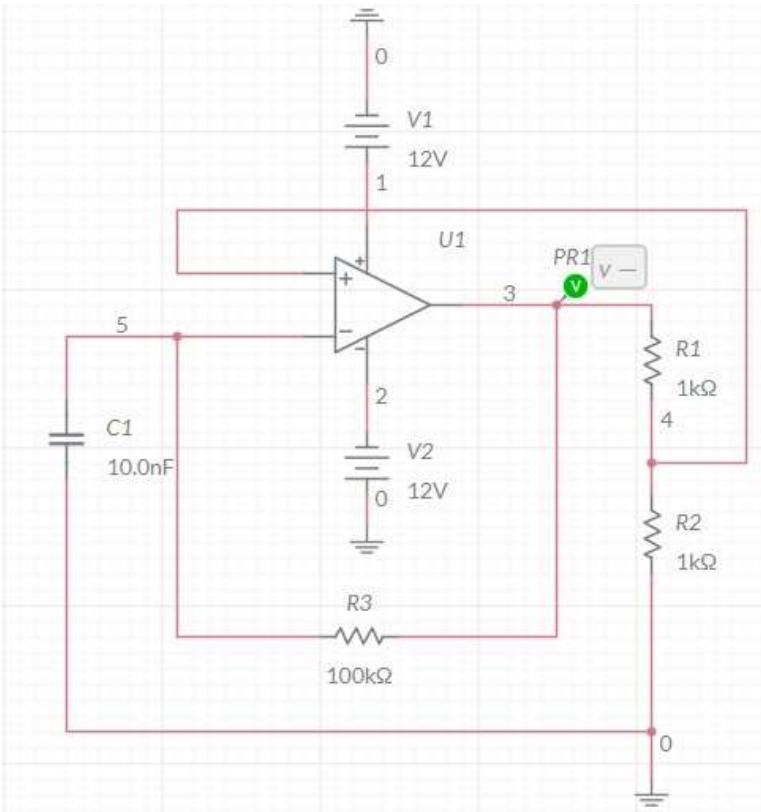 0
V1
12V
1
U1
+
+
PR1
V
v —
3
5
−
−
R1
1kΩ
2
4
C1
10.0nF
V2
12V
0
R2
1kΩ
R3
100kΩ
0